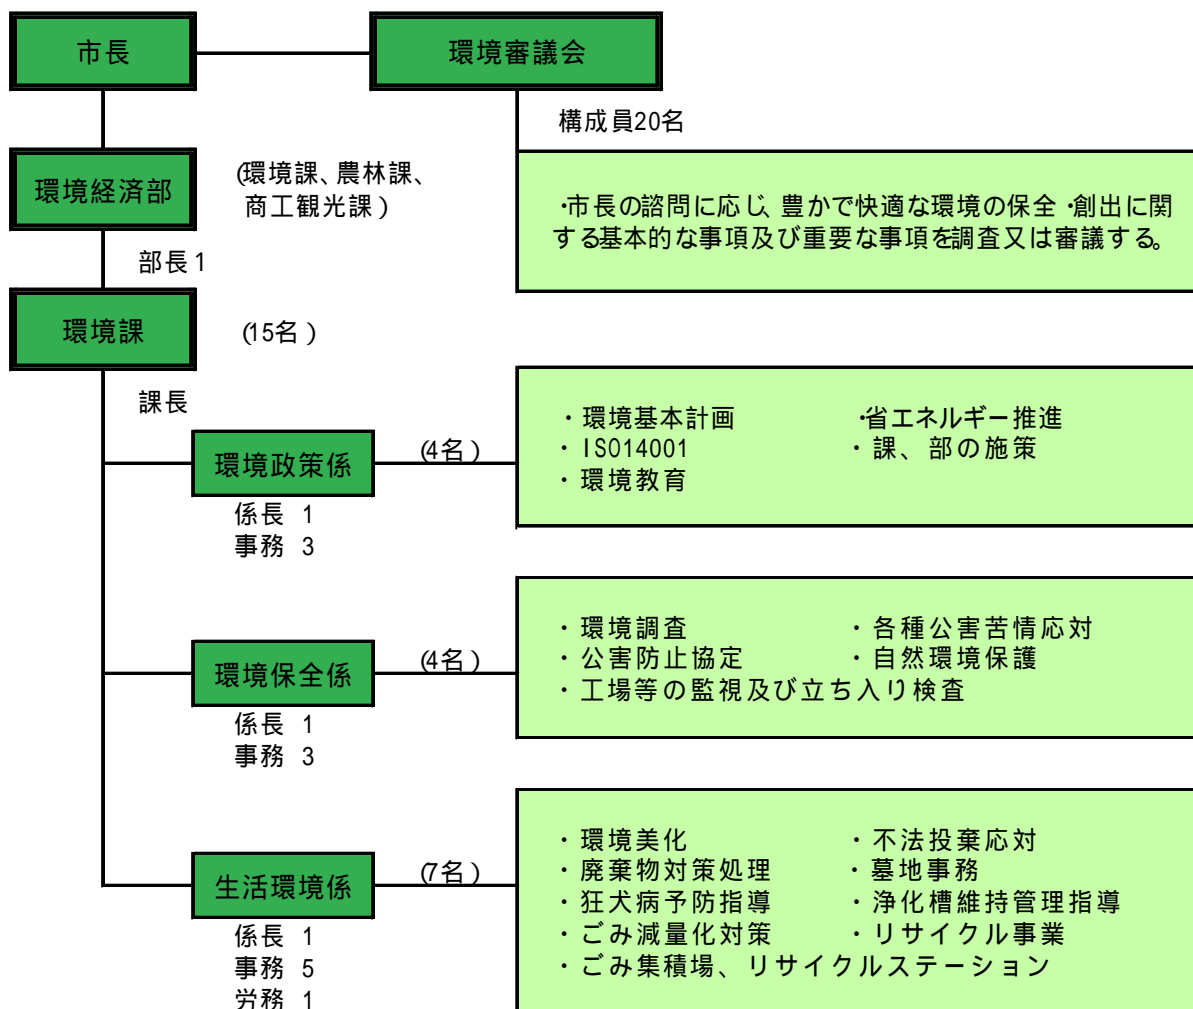 市長
環境審議会
構成員20名
環境経済部
(環境課、農林課、
商工観光課)
・市長の諮問に応じ、豊かで快適な環境の保全・創出に関
する基本的な事項及び重要な事項を調査又は審議する。
部長1
環境課
(15名)
課長
環境政策係
(4名)
係長 1
事務 3
・環境基本計画 ・省エネルギー推進
・ISO14001 ・課、部の施策
・環境教育
環境保全係
(4名)
係長 1
事務 3
・環境調査 ・各種公害苦情応対
・公害防止協定 ・自然環境保護
・工場等の監視及び立ち入り検査
生活環境係
(7名)
係長 1
事務 5
労務 1
・環境美化 ・不法投棄応対
・廃棄物対策処理 ・墓地事務
・狂犬病予防指導 ・浄化槽維持管理指導
・ごみ減量化対策 ・リサイクル事業
・ごみ集積場、リサイクルステーション